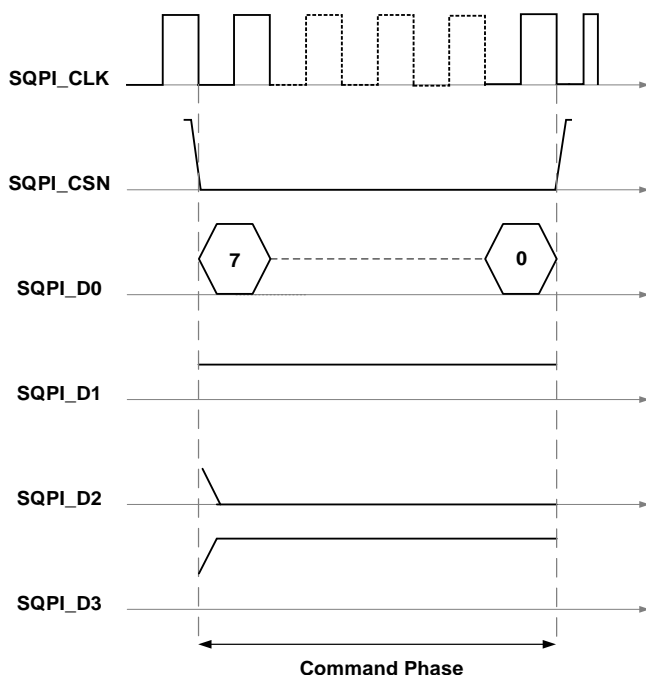 SQPI_CLK
SQPI_CSN
7
0
SQPI_D0
SQPI_D1
SQPI_D2
SQPI_D3
Command Phase